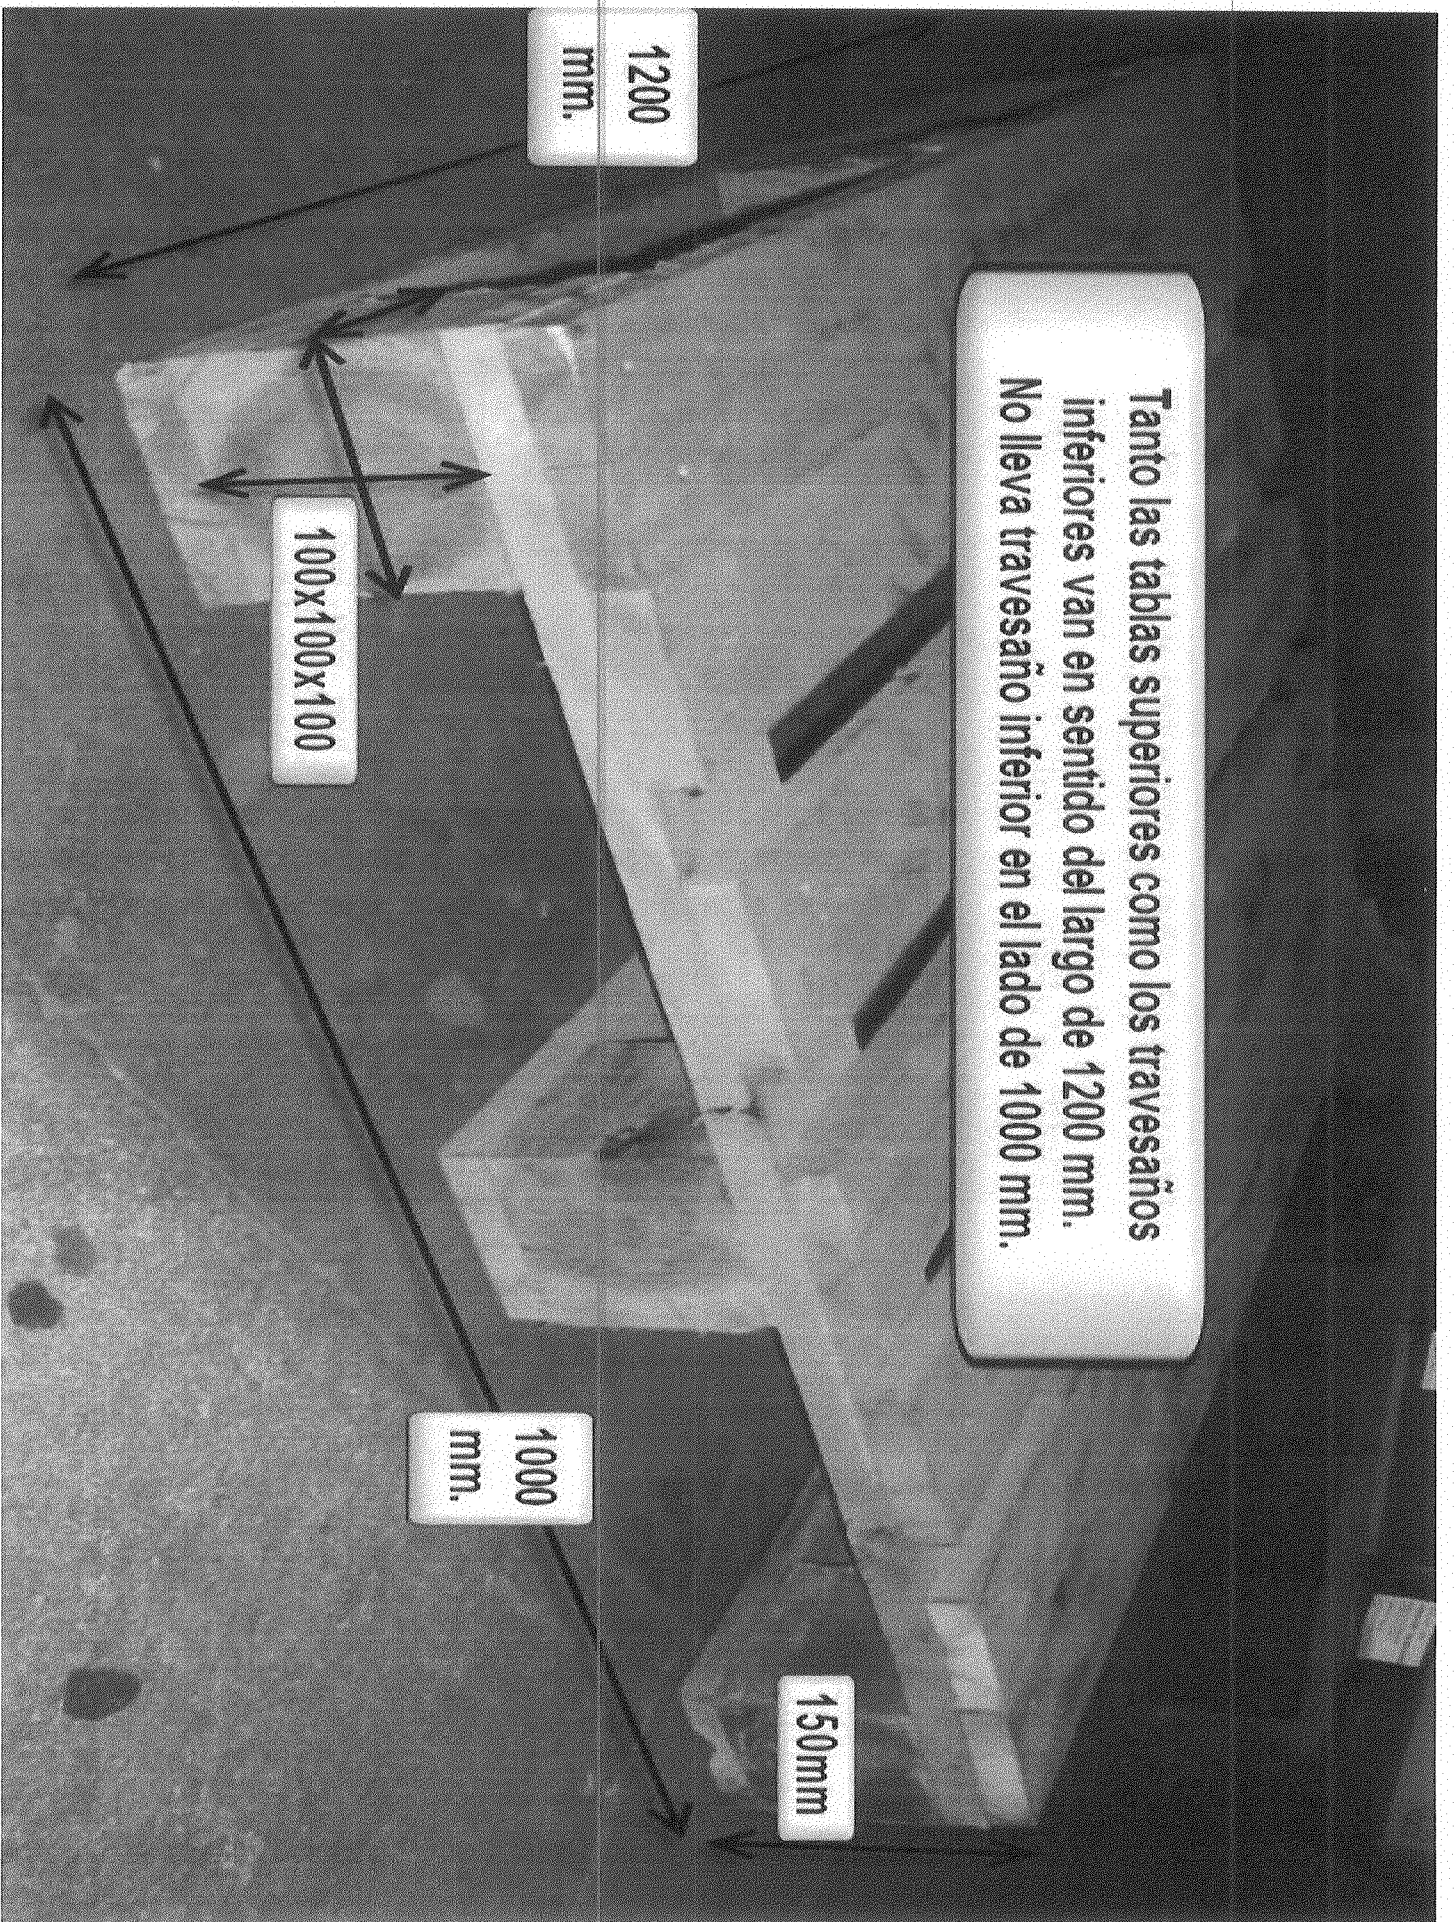 Tanto las tablas superiores como los travesaños
inferiores van en sentido del largo de 1200 mm.
No lleva travesaño inferior en el lado de 1000 mm.
1200
mm.
100x100x100
1000
mm.
150mm